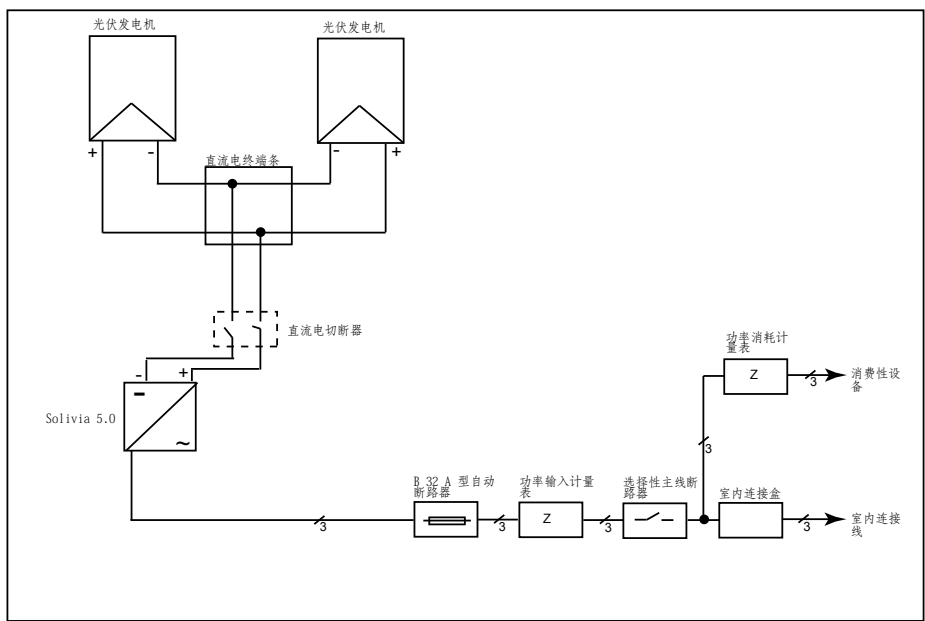 光伏发电机
光伏发电机
+
-
-
+
直流电终端条
直流电切断器
-
+
Solivia 5.0
~
功率消耗计
量表
Z
3
消费性设
备
3
B 32 A 型自动
断路器
功率输入计量
表
选择性主线断
路器
室内连接盒
3
3
Z
3
3
室内连接
线